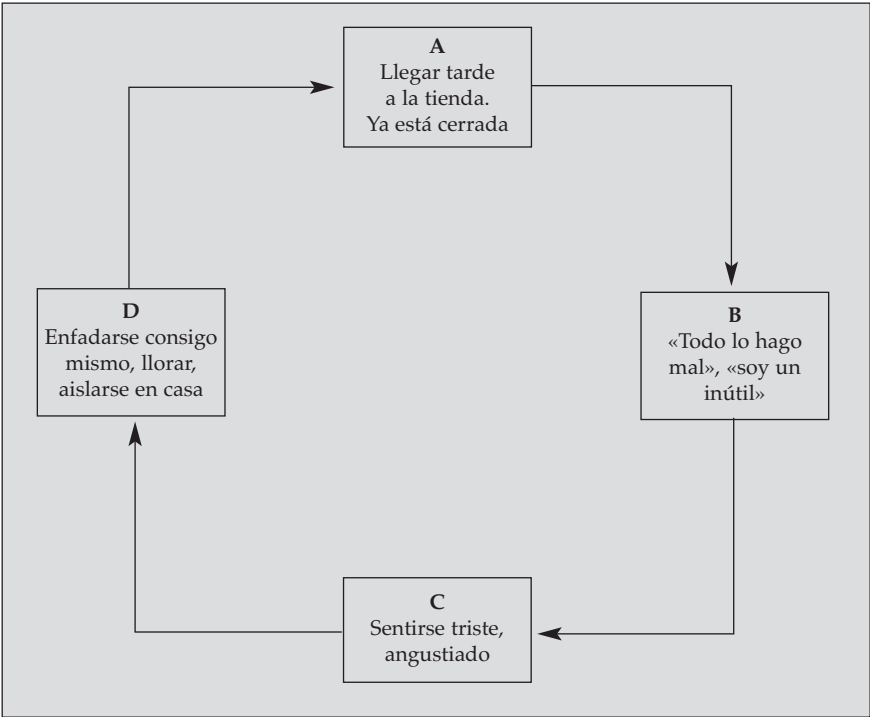 A
Llegar tarde
a la tienda.
Ya está cerrada
B
«Todo lo hago
mal», «soy un
inútil»
C
Sentirse triste,
angustiado
D
Enfadarse consigo
mismo, llorar,
aislarse en casa